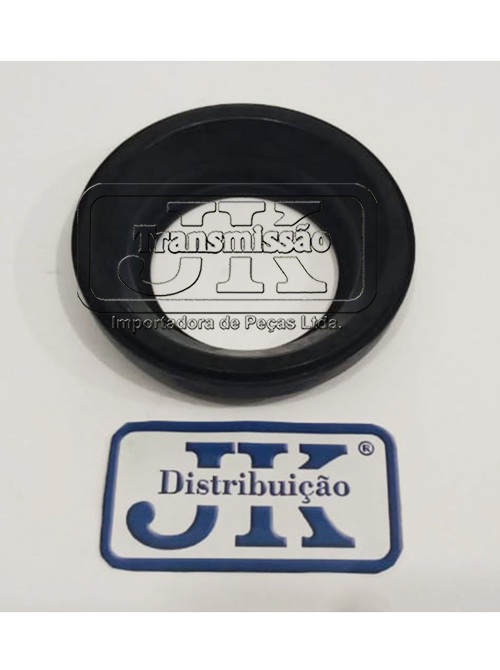 JK
Transmissão
Importadora de Peças Ltda.
JK®
Distribuição